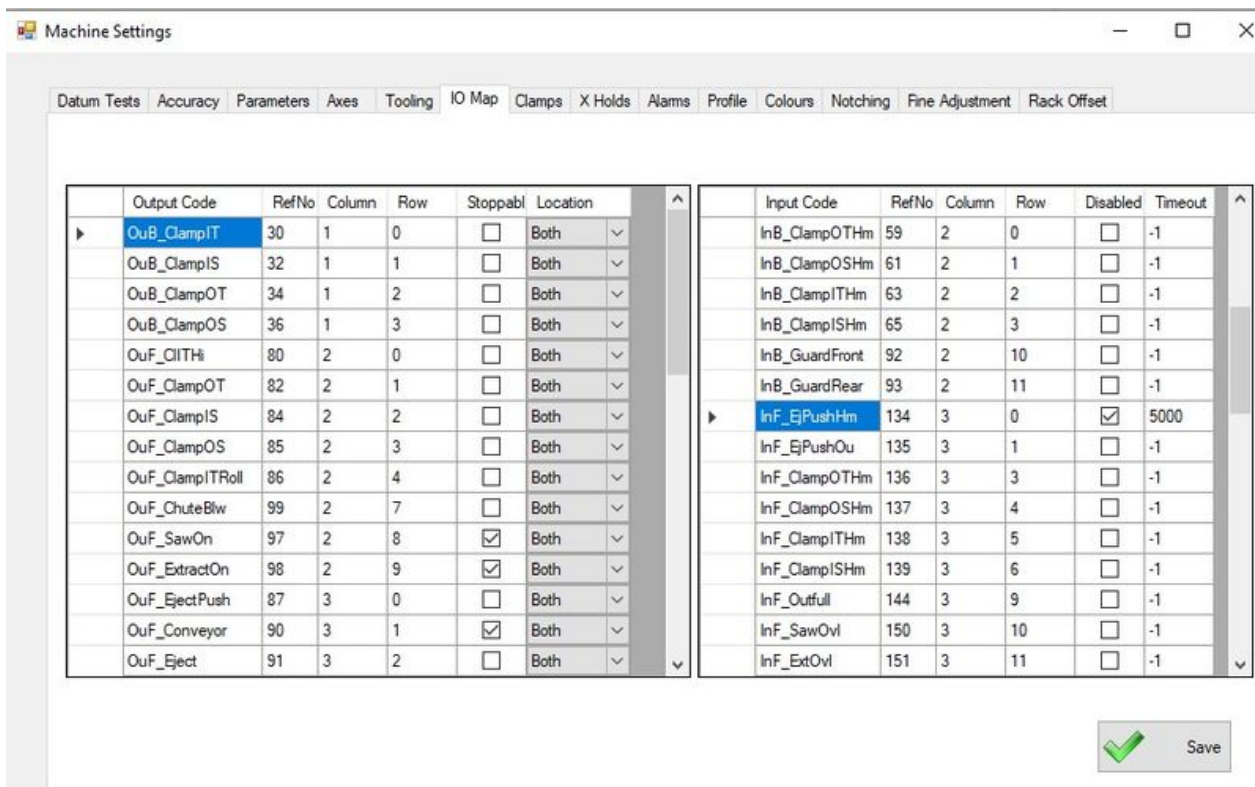 Machine Settings
Datum Tests Accuracy Parameters Axes Tooling IO Map Clamps X Holds Alarms Profile Colours Notching Fine Adjustment Rack Offset
Output Code RefNo Column Row Stoppabl Location
OuB_ClampIT 30 1 0 Both
OuB_ClampIS 32 1 1 Both
OuB_ClampOT 34 1 2 Both
OuB_ClampOS 36 1 3 Both
OuF_ClITHi 80 2 0 Both
OuF_ClampOT 82 2 1 Both
OuF_ClampIS 84 2 2 Both
OuF_ClampOS 85 2 3 Both
OuF_ClampITRoll 86 2 4 Both
OuF_ChuteBlw 99 2 7 Both
OuF_SawOn 97 2 8 Both
OuF_ExtractOn 98 2 9 Both
OuF_EjectPush 87 3 0 Both
OuF_Conveyor 90 3 1 Both
OuF_Eject 91 3 2 Both
Input Code RefNo Column Row Disabled Timeout
InB_ClampOTHm 59 2 0 -1
InB_ClampOSHm 61 2 1 -1
InB_ClampITHm 63 2 2 -1
InB_ClampISHm 65 2 3 -1
InB_GuardFront 92 2 10 -1
InB_GuardRear 93 2 11 -1
InF_EjPushHm 134 3 0 5000
InF_EjPushOu 135 3 1 -1
InF_ClampOTHm 136 3 3 -1
InF_ClampOSHm 137 3 4 -1
InF_ClampITHm 138 3 5 -1
InF_ClampISHm 139 3 6 -1
InF_Outfull 144 3 9 -1
InF_SawOvl 150 3 10 -1
InF_ExtOvl 151 3 11 -1
Save